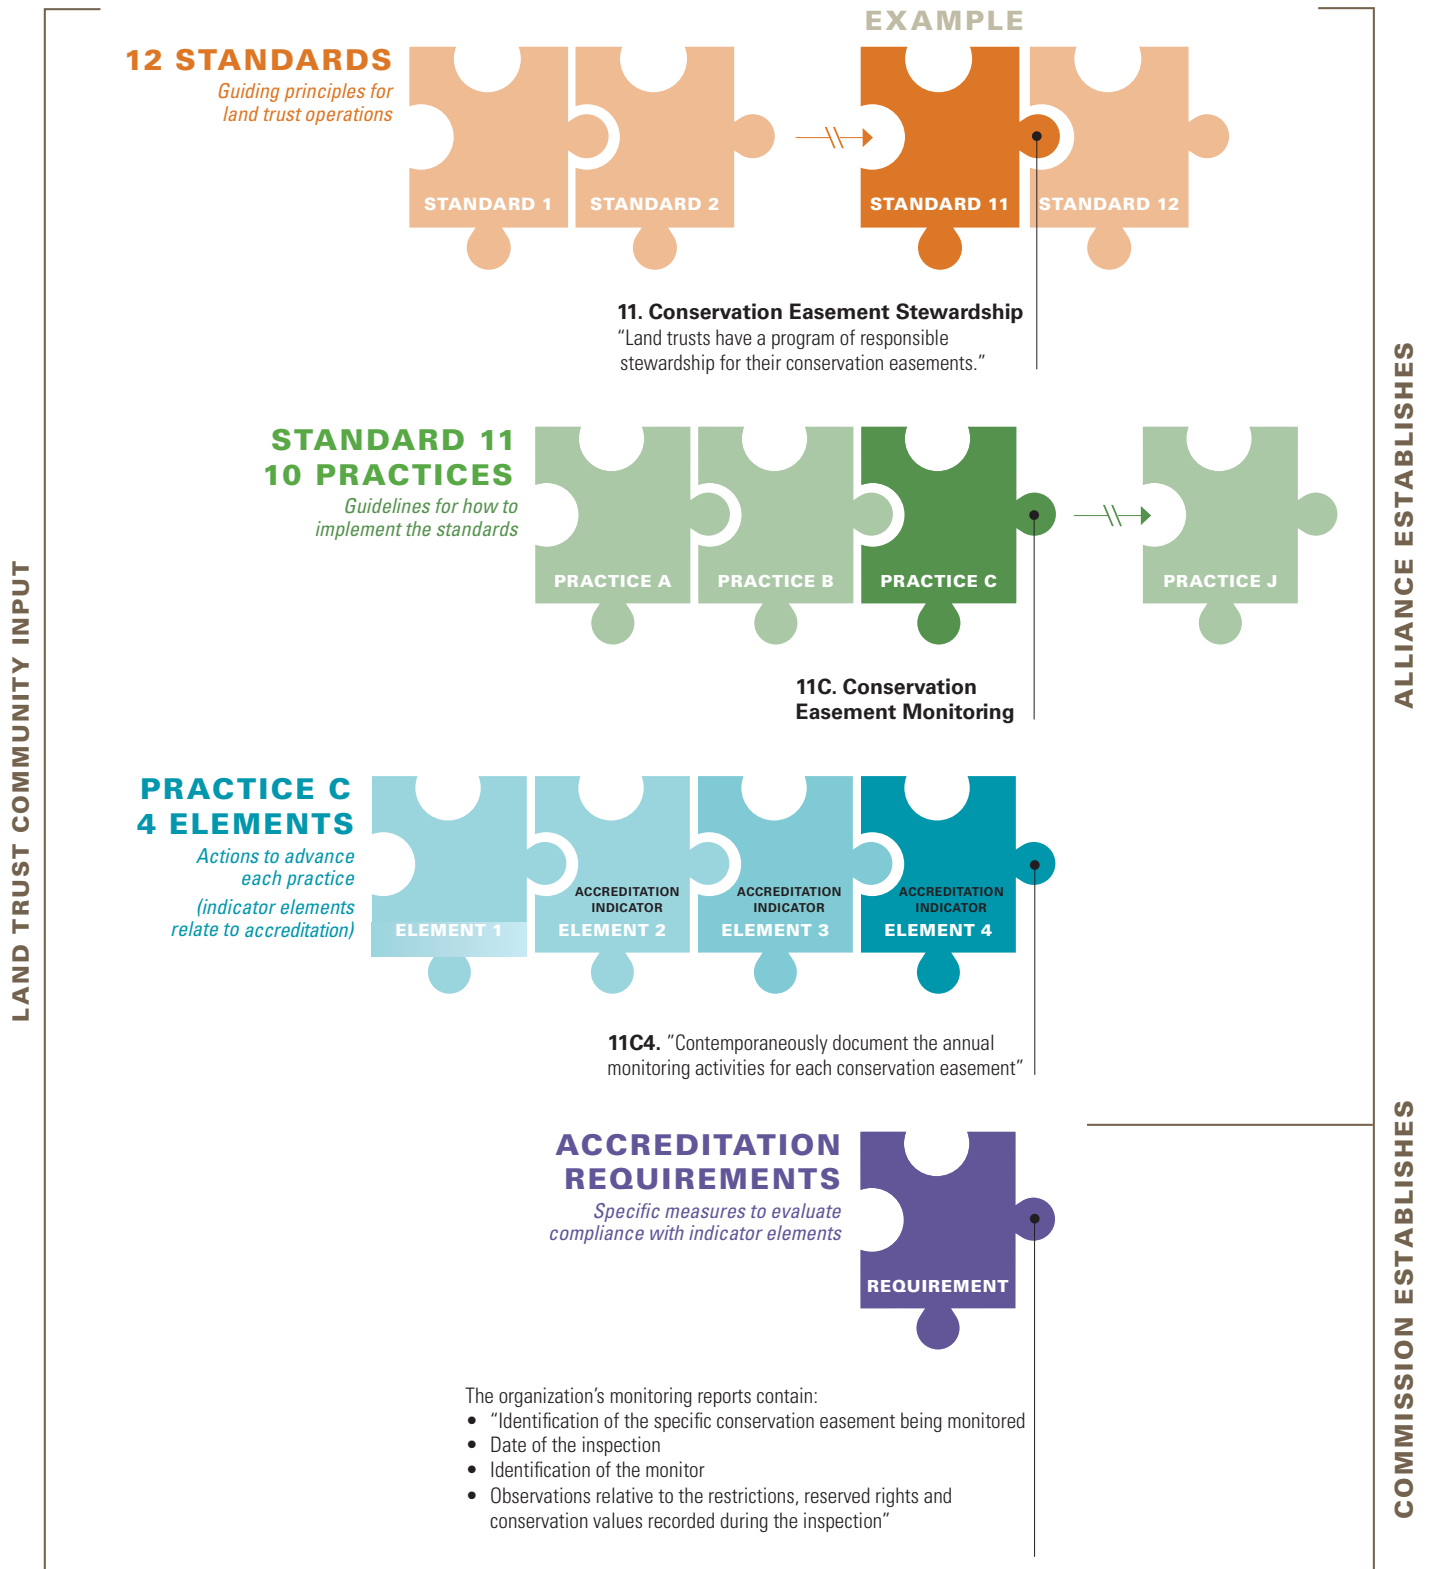 EXAMPLE
12 STANDARDS
Guiding principles for
land trust operations
STANDARD 1
STANDARD 2
STANDARD 11
STANDARD 12
11. Conservation Easement Stewardship
“Land trusts have a program of responsible
stewardship for their conservation easements.”
STANDARD 11
10 PRACTICES
Guidelines for how to
implement the standards
PRACTICE A
PRACTICE B
PRACTICE C
PRACTICE J
11C. Conservation
Easement Monitoring
PRACTICE C
4 ELEMENTS
Actions to advance
each practice
(indicator elements
relate to accreditation)
ELEMENT 1
ACCREDITATION
INDICATOR
ELEMENT 2
ACCREDITATION
INDICATOR
ELEMENT 3
ACCREDITATION
INDICATOR
ELEMENT 4
11C4. “Contemporaneously document the annual
monitoring activities for each conservation easement”
ACCREDITATION
REQUIREMENTS
Specific measures to evaluate
compliance with indicator elements
REQUIREMENT
The organization’s monitoring reports contain:
• “Identification of the specific conservation easement being monitored
• Date of the inspection
• Identification of the monitor
• Observations relative to the restrictions, reserved rights and
conservation values recorded during the inspection”
LAND TRUST COMMUNITY INPUT
ALLIANCE ESTABLISHES
COMMISSION ESTABLISHES